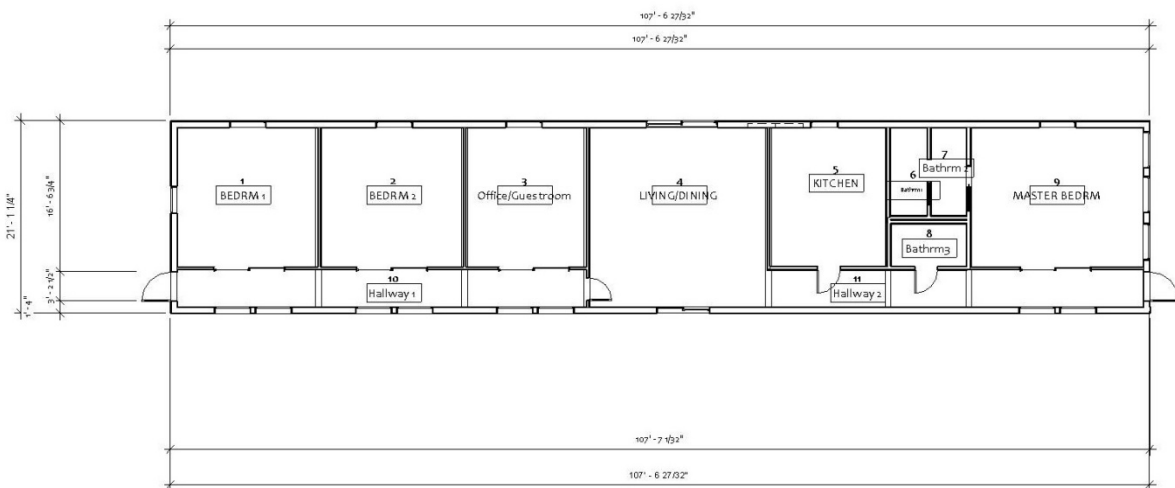 107' - 6 27/32"
107' - 6 27/32"
21' - 1 1/4"
16' - 6 3/4"
3' - 2 1/2"
1' - 4"
1
BEDRM 1
2
BEDRM 2
3
Office/Guestroom
4
LIVING/DINING
5
KITCHEN
6
Bathrm 1
7
Bathrm 2
8
Bathrm3
9
MASTER BEDRM
10
Hallway 1
11
Hallway 2
107' - 7 1/32"
107' - 6 27/32"